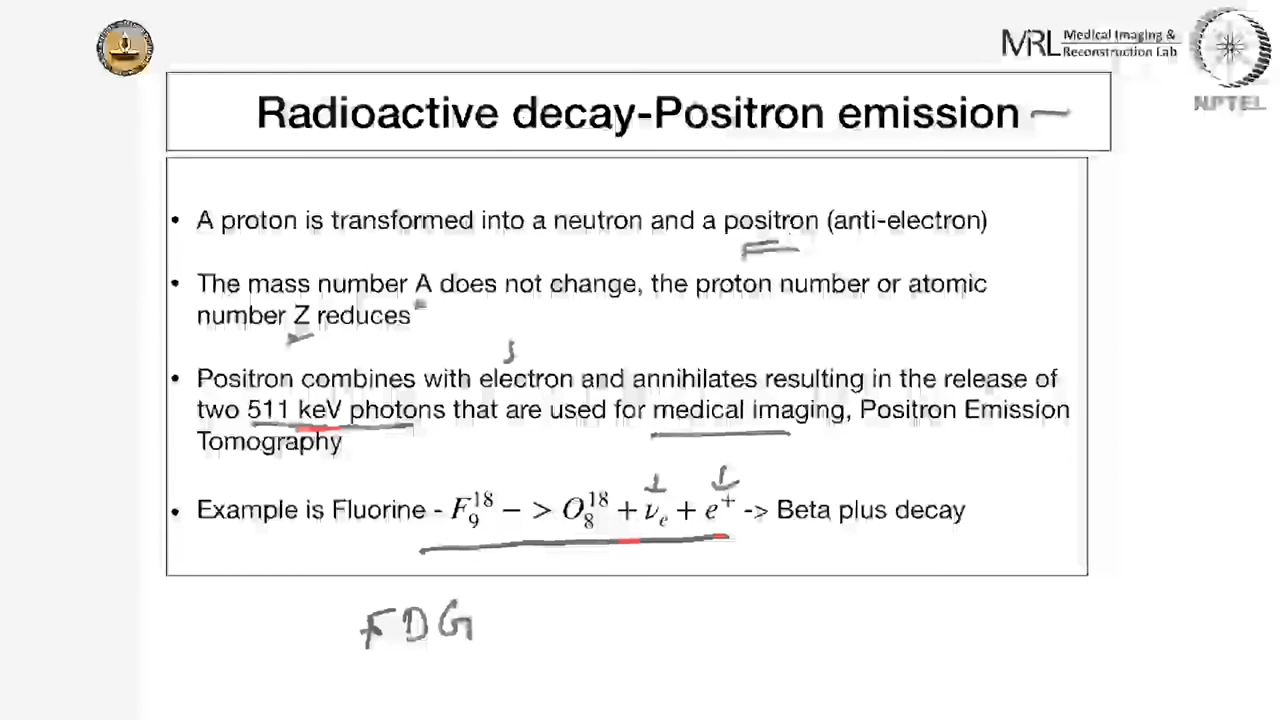 MRL Medical Imaging &
Reconstruction Lab
NPTEL
Radioactive decay-Positron emission
• A proton is transformed into a neutron and a positron (anti-electron)
• The mass number A does not change, the proton number or atomic
number Z reduces
• Positron combines with electron and annihilates resulting in the release of
two 511 keV photons that are used for medical imaging, Positron Emission
Tomography
• Example is Fluorine - F₉¹⁸ − > O₈¹⁸ + νₑ + e⁺ -> Beta plus decay
FDG